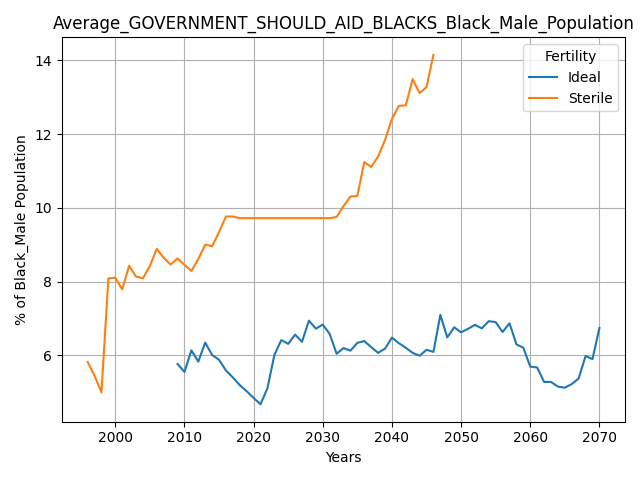 Average_GOVERNMENT_SHOULD_AID_BLACKS_Black_Male_Population
% of Black_Male Population
14
12
10
8
6
Fertility
Ideal
Sterile
2000 2010 2020 2030 2040 2050 2060 2070
Years